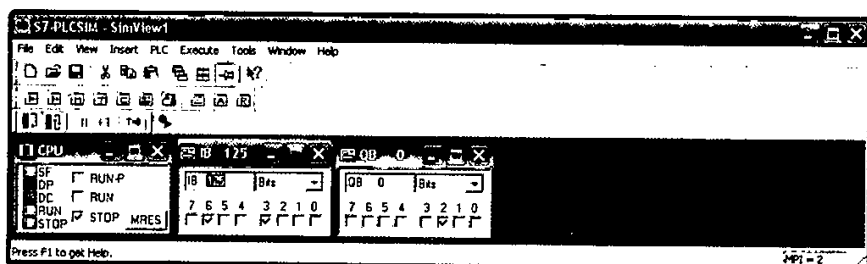 S7-PLCSIM - SimView1
File Edit View Insert PLC Execute Tools Window Help
CPU
SF
DP
DC
RUN
STOP
RUN-P
RUN
STOP
MRES
IB 125
IB
Bits
7 6 5 4 3 2 1 0
QB 0
QB 0
Bits
7 6 5 4 3 2 1 0
Press F1 to get Help.
MPI = 2